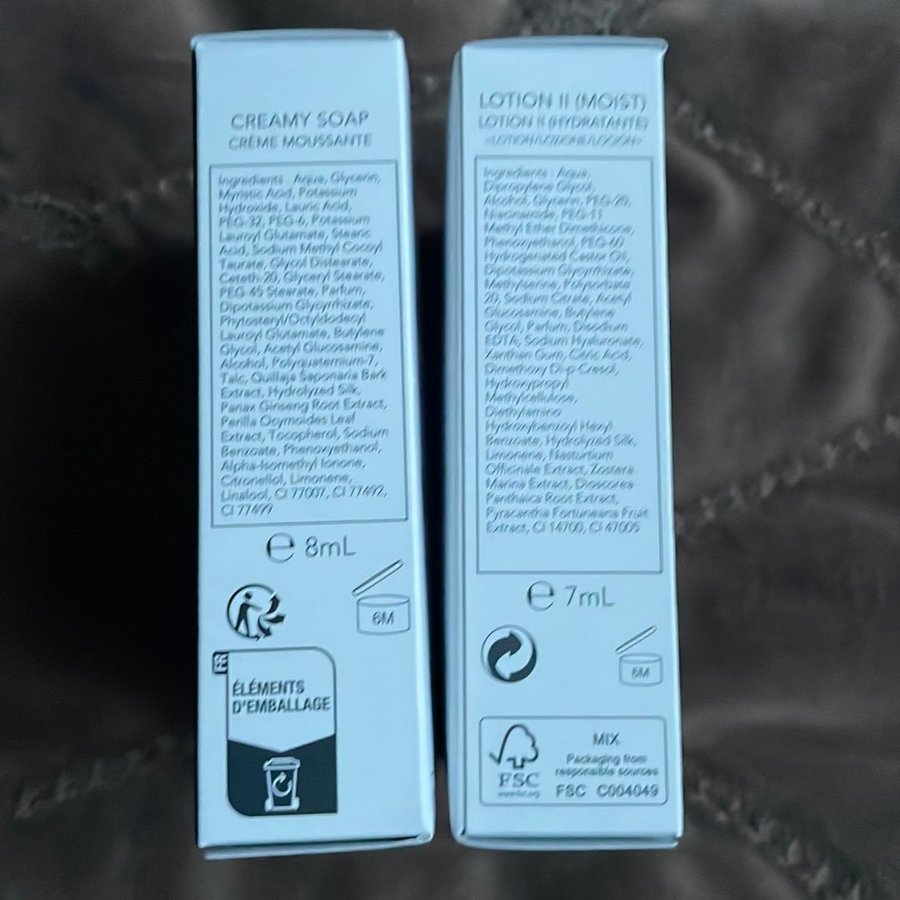 CREAMY SOAP
CRÈME MOUSSANTE
Ingredients : Aqua, Glycerin,
Myristic Acid, Potassium
Hydroxide, Lauric Acid,
PEG-32, PEG-6, Potassium
Lauroyl Glutamate, Stearic
Acid, Sodium Methyl Cocoyl
Taurate, Glycol Distearate,
Ceteth-20, Glyceryl Stearate,
PEG-45 Stearate, Parfum,
Dipotassium Glycyrrhizate,
Phytosteryl/Octyldodecyl
Lauroyl Glutamate, Butylene
Glycol, Acetyl Glucosamine,
Alcohol, Polyquaternium-7,
Talc, Quillaja Saponaria Bark
Extract, Hydrolyzed Silk,
Panax Ginseng Root Extract,
Perilla Ocymoides Leaf
Extract, Tocopherol, Sodium
Benzoate, Phenoxyethanol,
Alpha-Isomethyl Ionone,
Citronellol, Limonene,
Linalool, CI 77007, CI 77492,
CI 77499
e 8mL
6M
FR
ÉLÉMENTS
D'EMBALLAGE
LOTION II (MOIST)
LOTION II (HYDRATANTE)
<LOTION/LOTIONE/LOCION>
Ingredients : Aqua,
Dipropylene Glycol,
Alcohol, Glycerin, PEG-20,
Niacinamide, PEG-11
Methyl Ether Dimethicone,
Phenoxyethanol, PEG-60
Hydrogenated Castor Oil,
Dipotassium Glycyrrhizate,
Methylserine, Polysorbate
20, Sodium Citrate, Acetyl
Glucosamine, Butylene
Glycol, Parfum, Disodium
EDTA, Sodium Hyaluronate,
Xanthan Gum, Citric Acid,
Dimethoxy Di-p-Cresol,
Hydroxypropyl
Methylcellulose,
Diethylamino
Hydroxybenzoyl Hexyl
Benzoate, Hydrolyzed Silk,
Limonene, Nasturtium
Officinale Extract, Zostera
Marina Extract, Dioscorea
Panthaica Root Extract,
Pyracantha Fortuneana Fruit
Extract, CI 14700, CI 47005
e 7mL
6M
FSC
www.fsc.org
MIX
Packaging from
responsible sources
FSC C004049